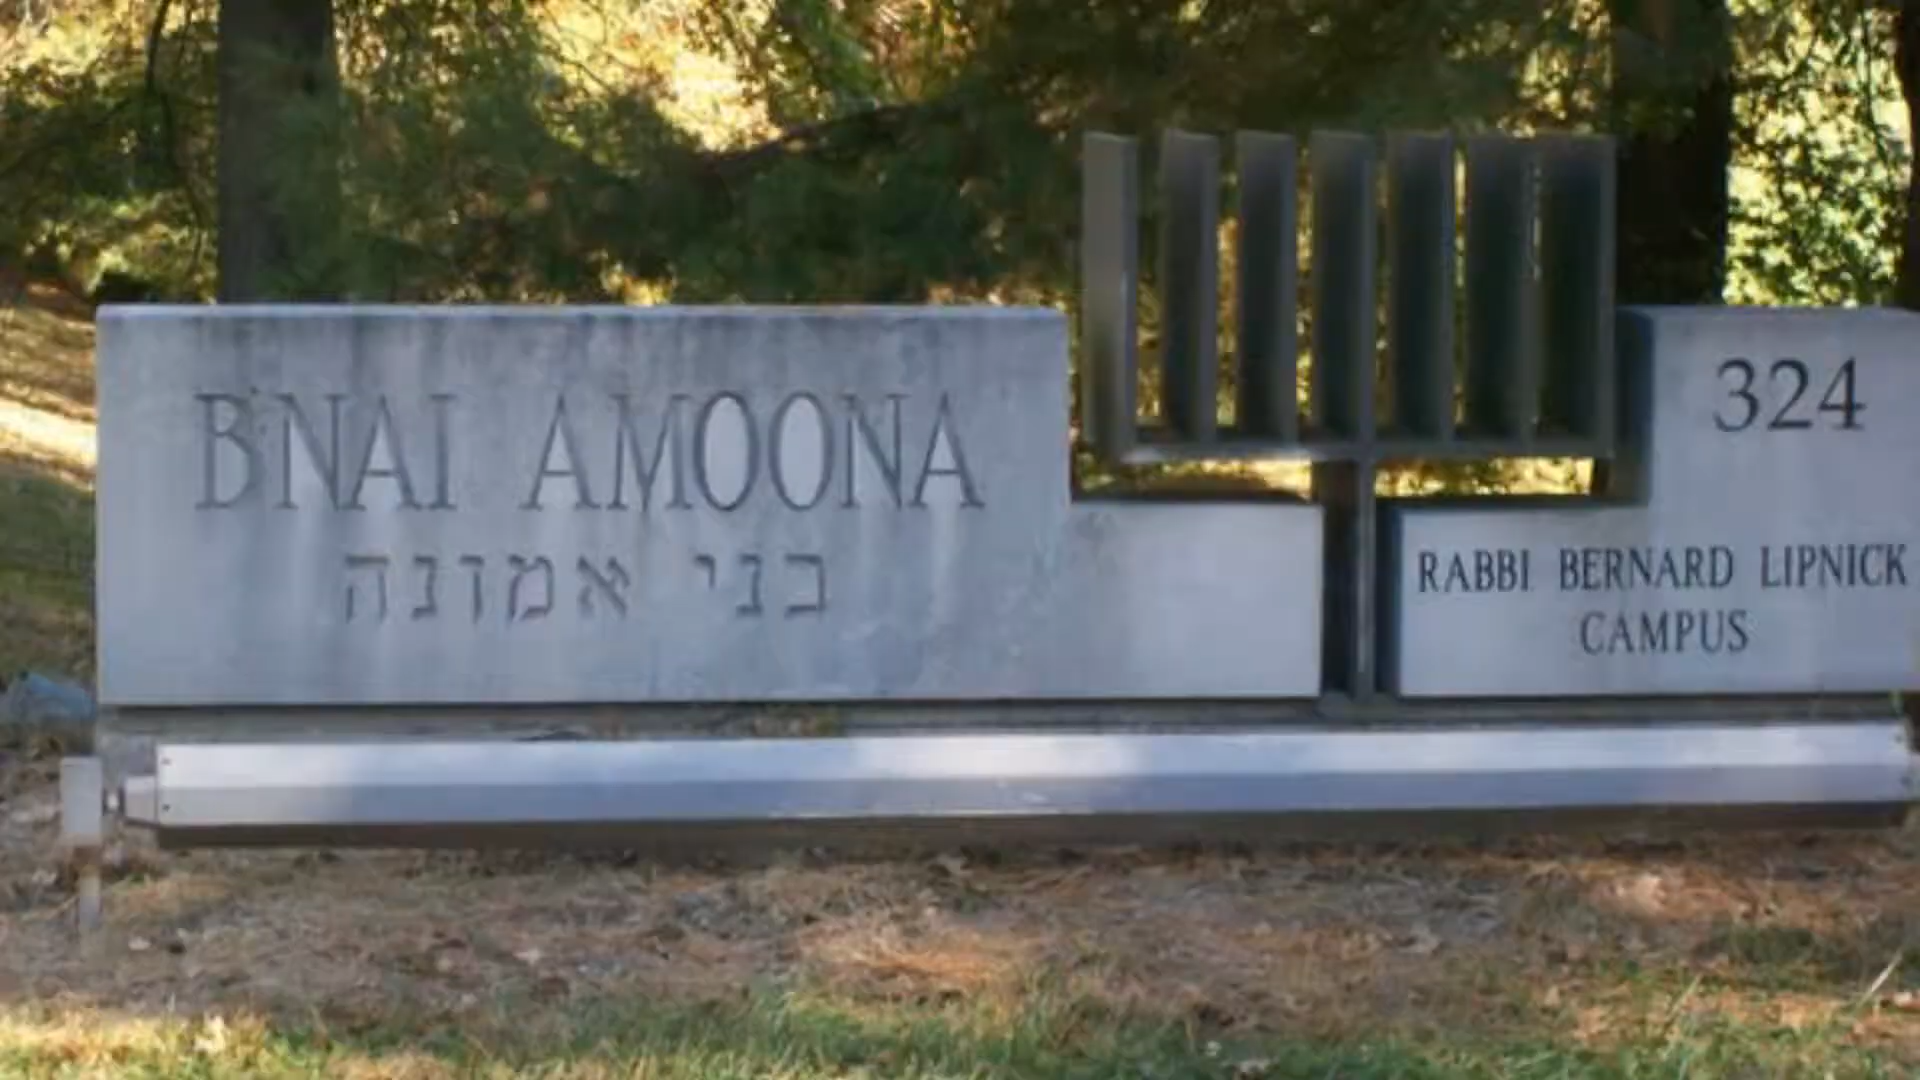 B'NAI AMOONA
בני אמונה
324
RABBI BERNARD LIPNICK
CAMPUS